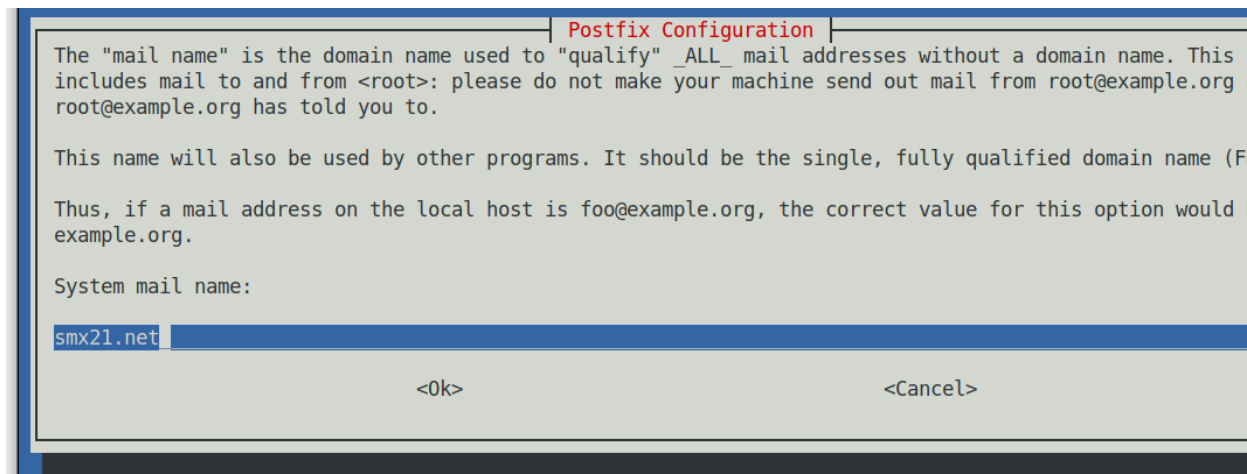 Postfix Configuration
The "mail name" is the domain name used to "qualify" _ALL_ mail addresses without a domain name. This
includes mail to and from <root>: please do not make your machine send out mail from root@example.org
root@example.org has told you to.
This name will also be used by other programs. It should be the single, fully qualified domain name (F
Thus, if a mail address on the local host is foo@example.org, the correct value for this option would
example.org.
System mail name:
smx21.net
<Ok> <Cancel>